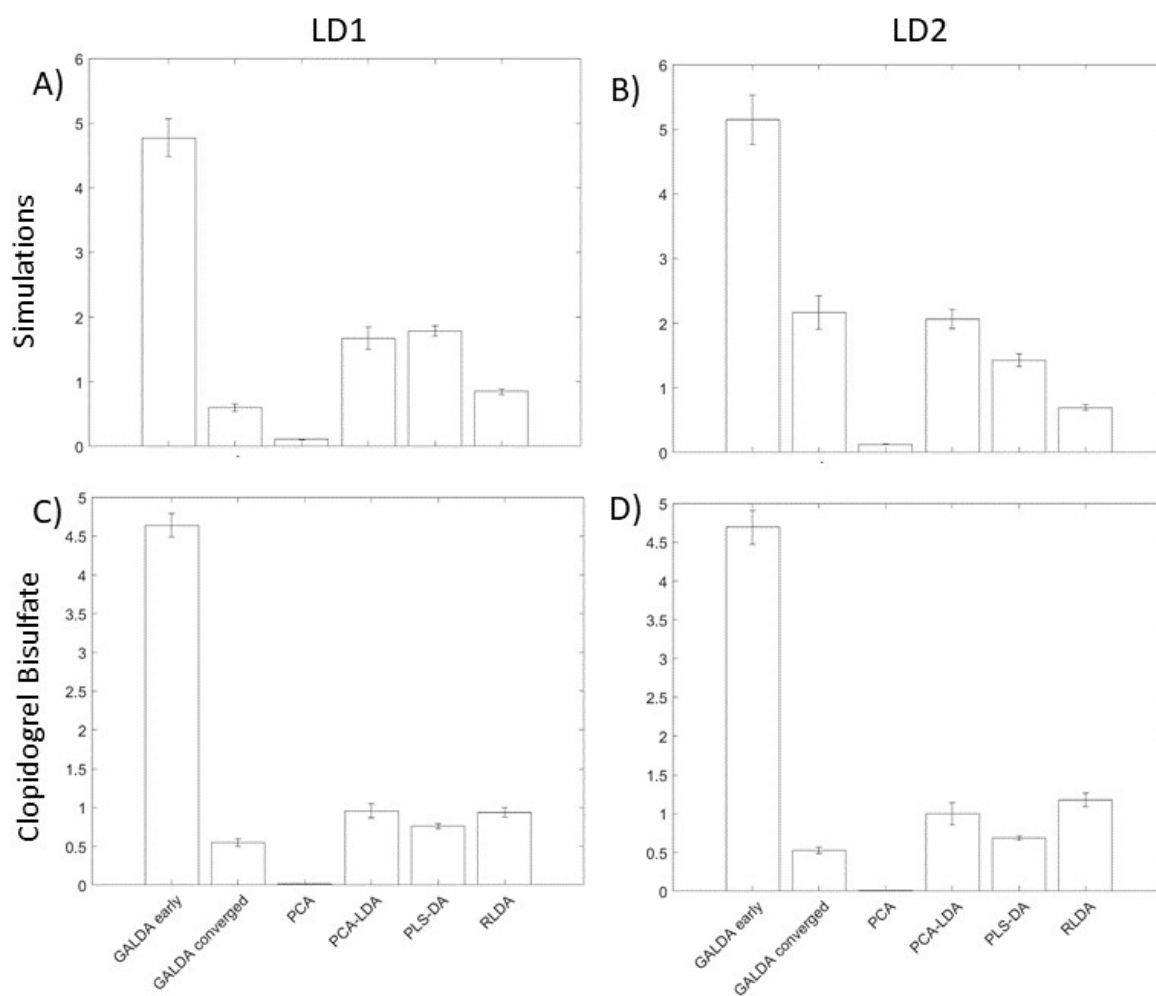 LD1
LD2
A)
6
5
4
3
2
1
0
B)
6
5
4
3
2
1
0
Simulations
C)
5
4.5
4
3.5
3
2.5
2
1.5
1
0.5
0
GALDA early
GALDA converged
PCA
PCA-LDA
PLS-DA
RLDA
D)
5
4.5
4
3.5
3
2.5
2
1.5
1
0.5
0
GALDA early
GALDA converged
PCA
PCA-LDA
PLS-DA
RLDA
Clopidogrel Bisulfate